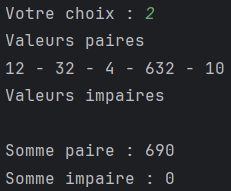 Votre choix : 2
Valeurs paires
12 - 32 - 4 - 632 - 10
Valeurs impaires
Somme paire : 690
Somme impaire : 0